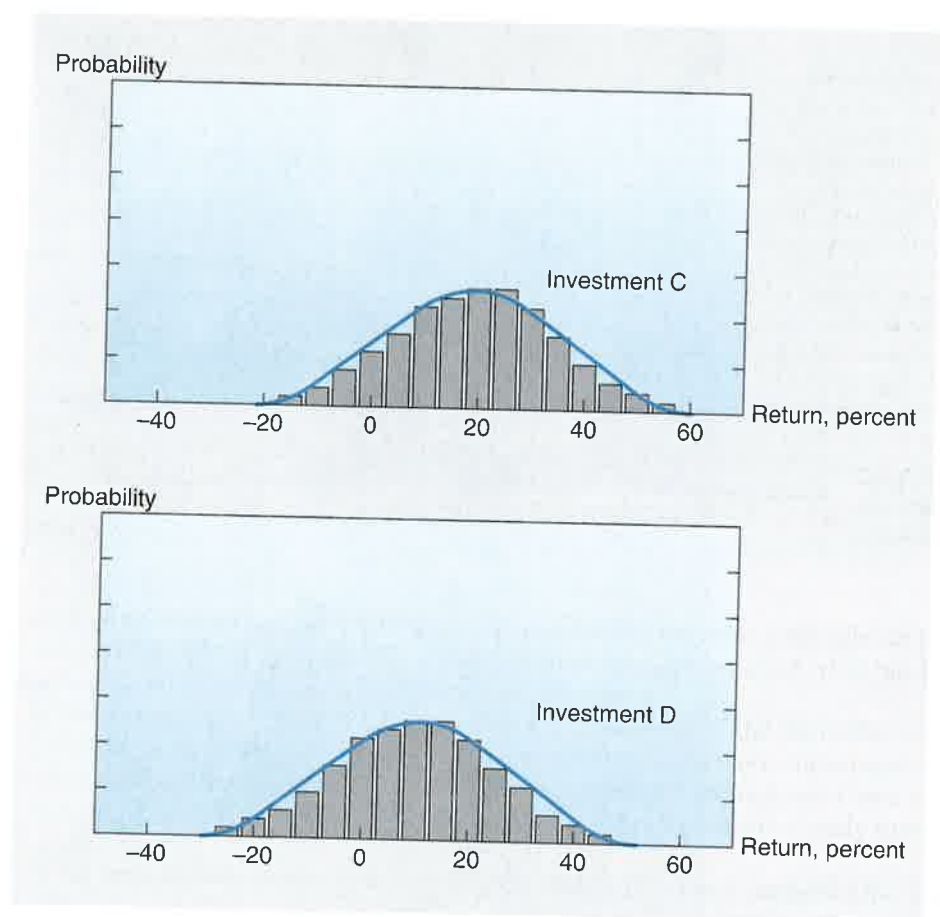 Probability
Investment C
–40 –20 0 20 40 60 Return, percent
Probability
Investment D
–40 –20 0 20 40 60 Return, percent